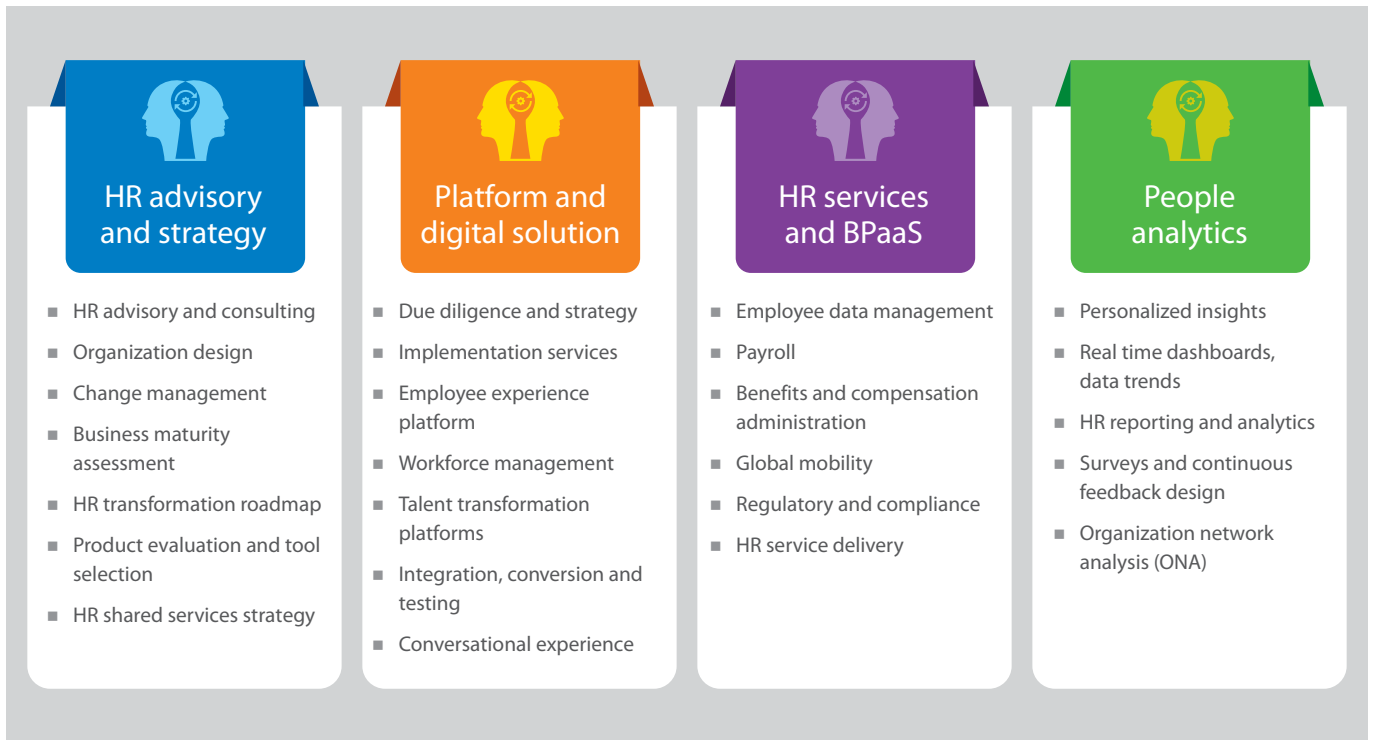 HR advisory
and strategy
■ HR advisory and consulting
■ Organization design
■ Change management
■ Business maturity
assessment
■ HR transformation roadmap
■ Product evaluation and tool
selection
■ HR shared services strategy
Platform and
digital solution
■ Due diligence and strategy
■ Implementation services
■ Employee experience
platform
■ Workforce management
■ Talent transformation
platforms
■ Integration, conversion and
testing
■ Conversational experience
HR services
and BPaaS
■ Employee data management
■ Payroll
■ Benefits and compensation
administration
■ Global mobility
■ Regulatory and compliance
■ HR service delivery
People
analytics
■ Personalized insights
■ Real time dashboards,
data trends
■ HR reporting and analytics
■ Surveys and continuous
feedback design
■ Organization network
analysis (ONA)